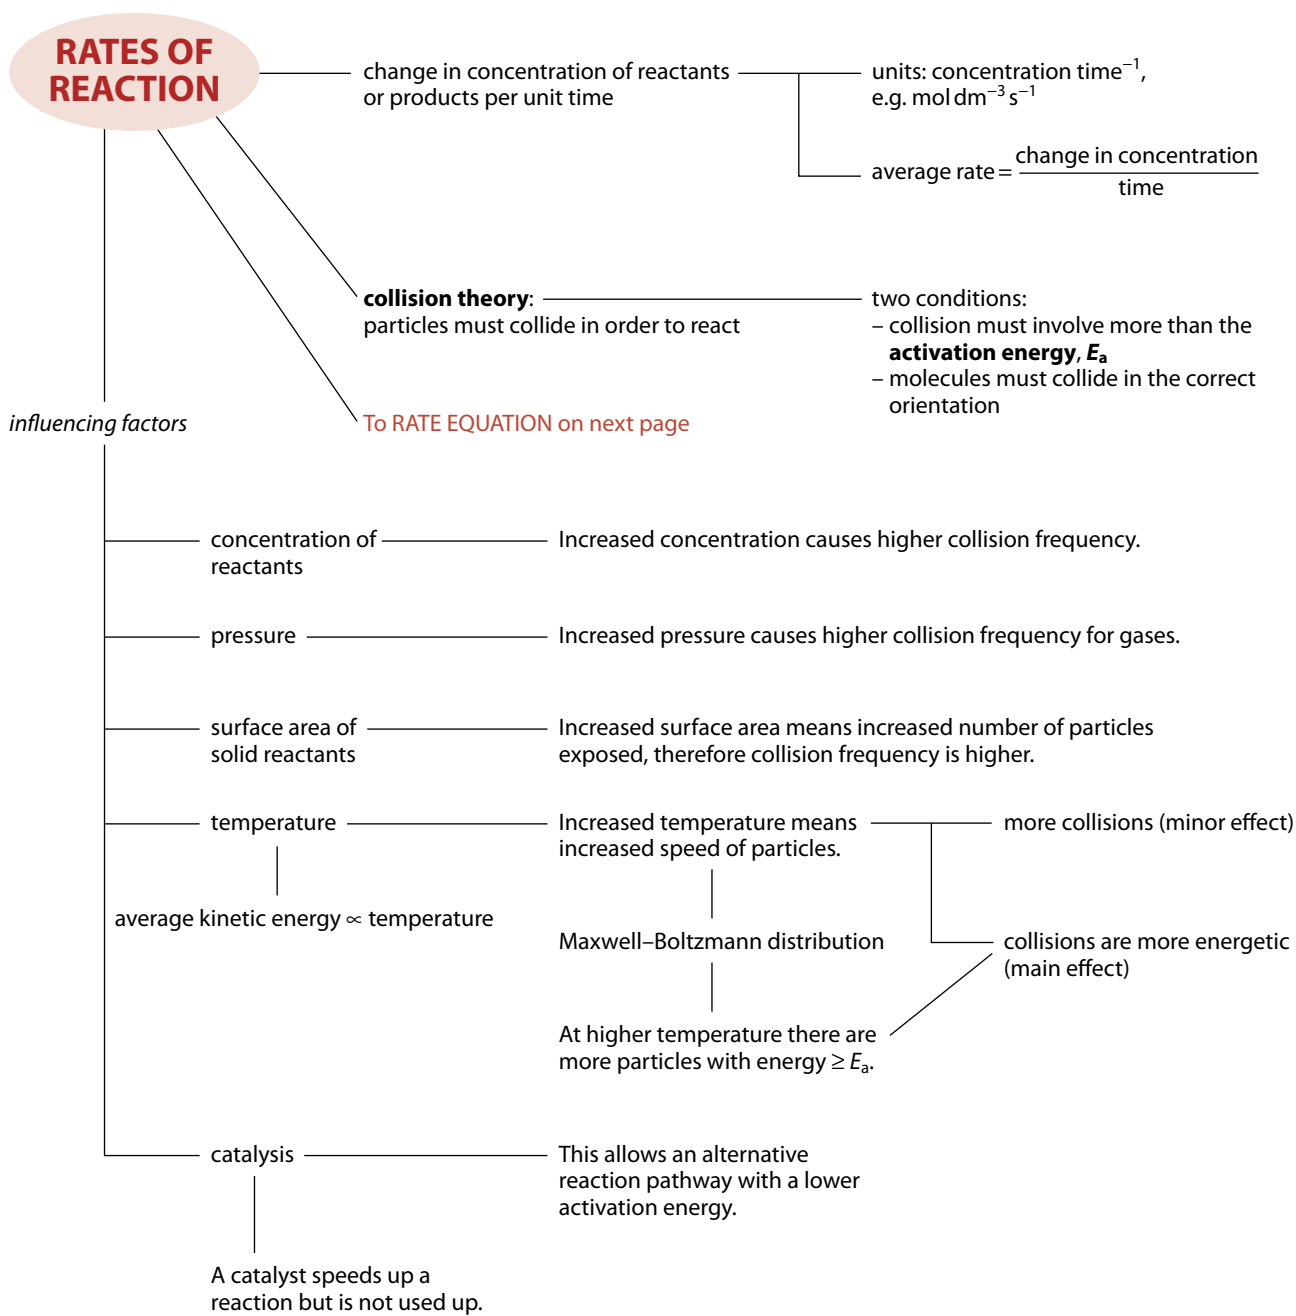 RATES OF
REACTION
change in concentration of reactants
or products per unit time
units: concentration time⁻¹,
e.g. mol dm⁻³ s⁻¹
average rate = change in concentration
time
collision theory:
particles must collide in order to react
two conditions:
– collision must involve more than the
activation energy, Eₐ
– molecules must collide in the correct
orientation
influencing factors
To RATE EQUATION on next page
concentration of
reactants
Increased concentration causes higher collision frequency.
pressure
Increased pressure causes higher collision frequency for gases.
surface area of
solid reactants
Increased surface area means increased number of particles
exposed, therefore collision frequency is higher.
temperature
Increased temperature means
increased speed of particles.
more collisions (minor effect)
average kinetic energy ∝ temperature
Maxwell–Boltzmann distribution
collisions are more energetic
(main effect)
At higher temperature there are
more particles with energy ≥ Eₐ.
catalysis
This allows an alternative
reaction pathway with a lower
activation energy.
A catalyst speeds up a
reaction but is not used up.